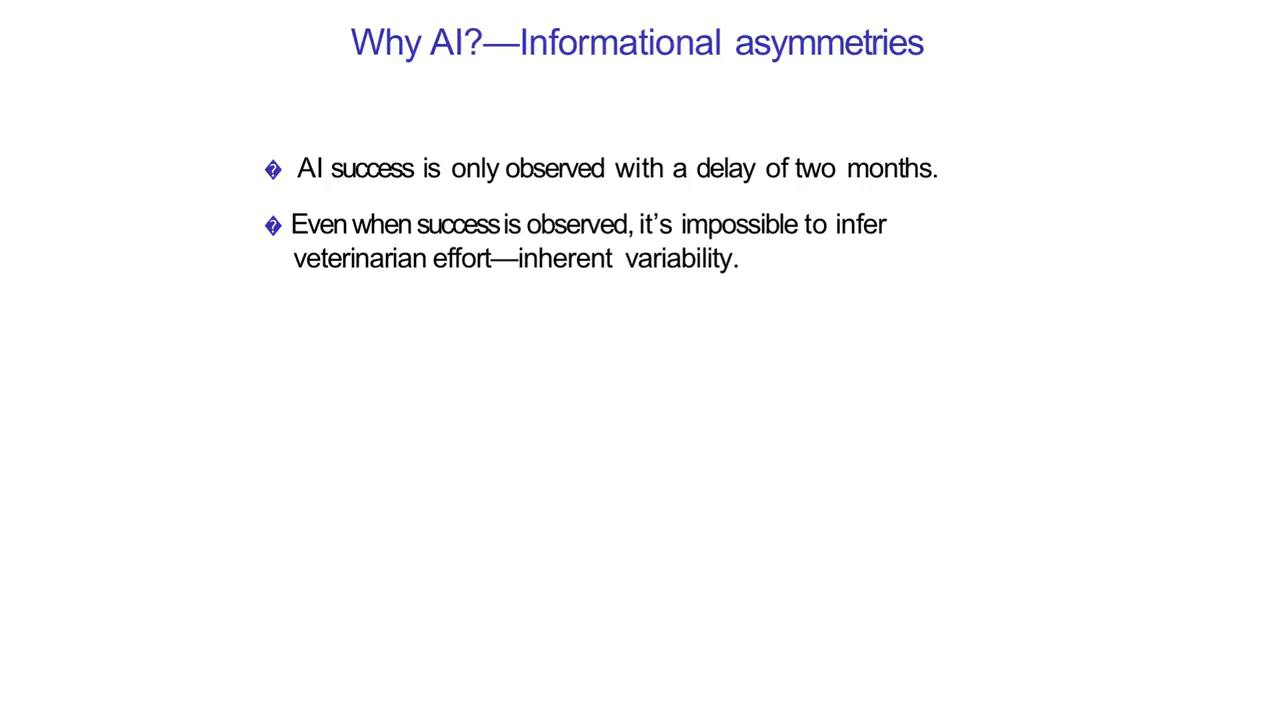 Why AI?—Informational asymmetries
� AI success is only observed with a delay of two months.
� Even when success is observed, it’s impossible to infer
veterinarian effort—inherent variability.